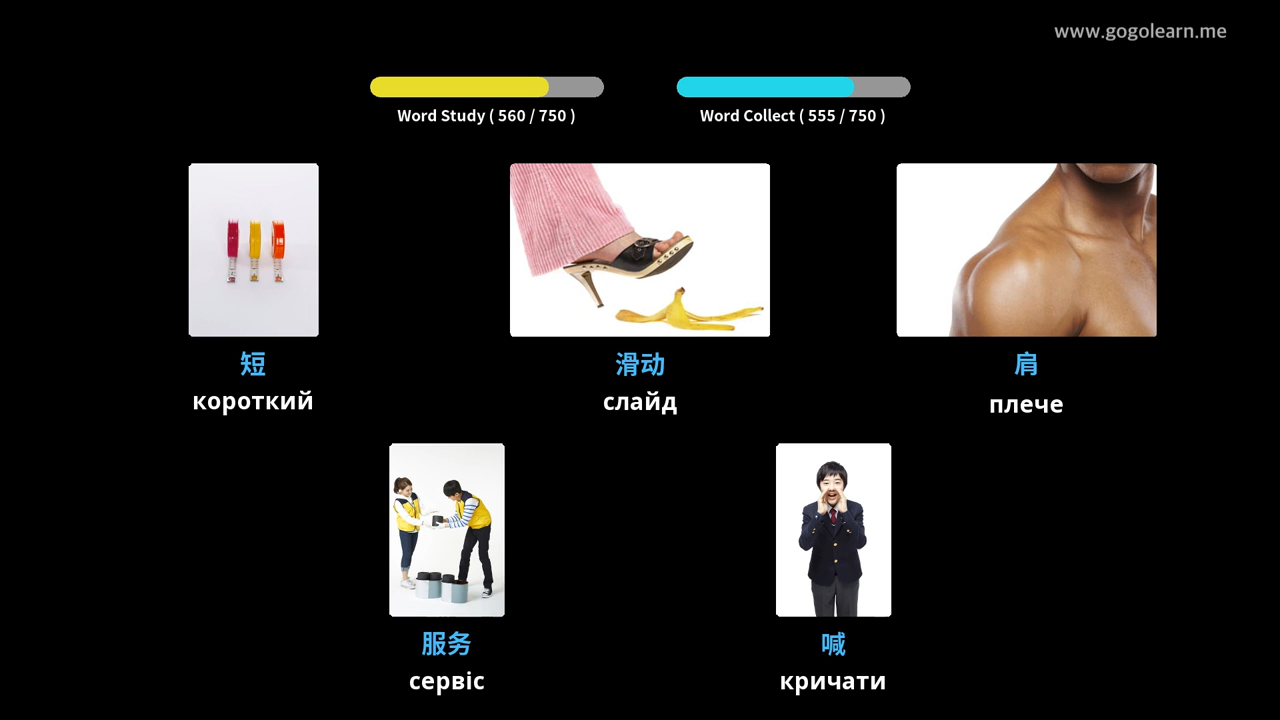 www.gogolearn.me
Word Study ( 560 / 750 )
Word Collect ( 555 / 750 )
短
короткий
滑动
слайд
肩
плече
服务
сервіс
喊
кричати